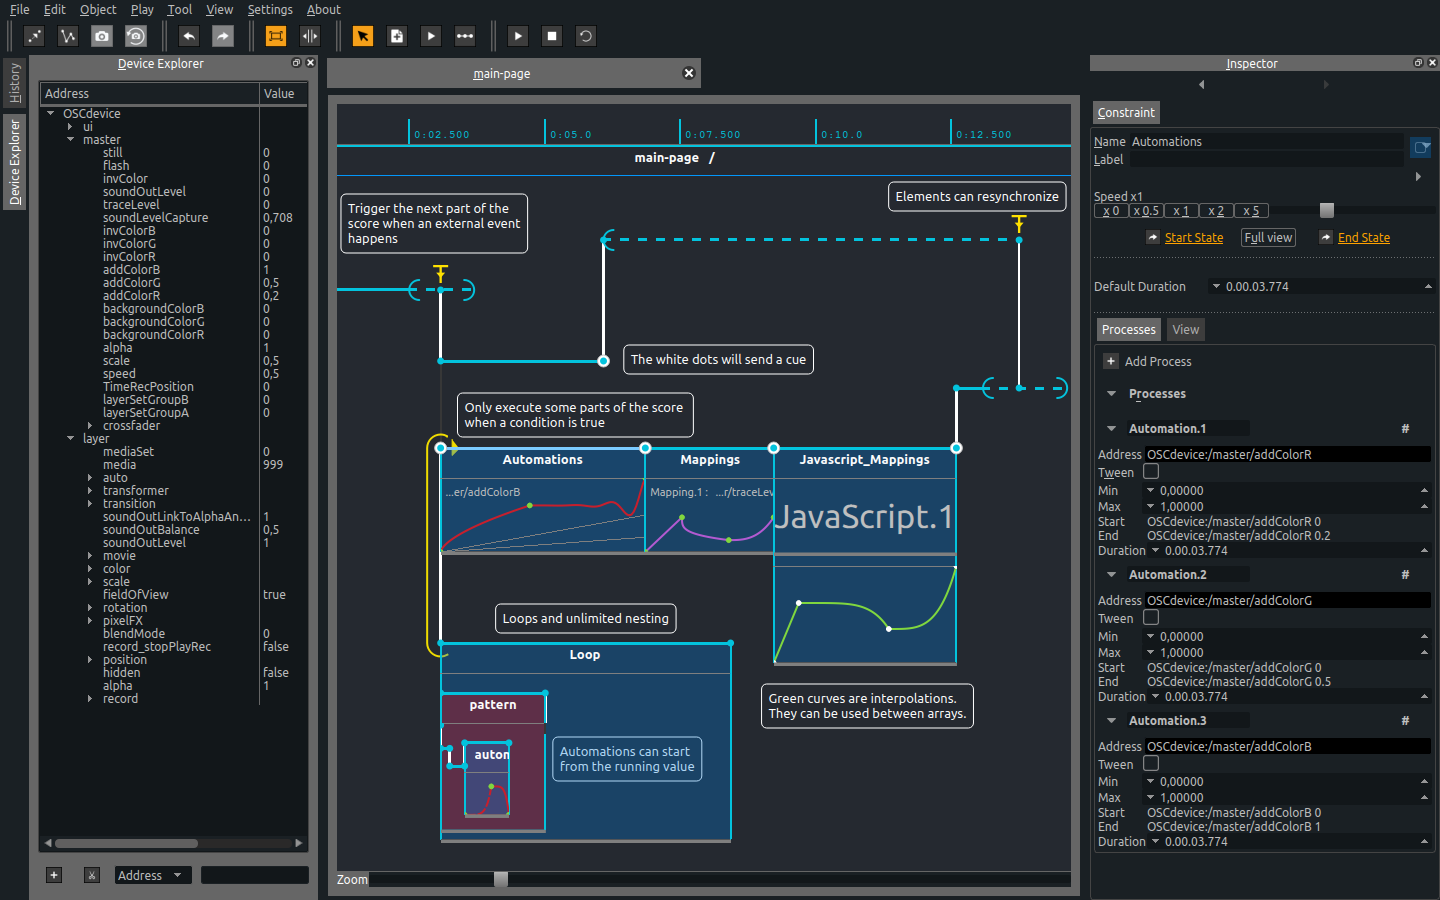 File Edit Object Play Tool View Settings About
History
Device Explorer
Device Explorer
Address Value
OSCdevice
ui
master
still 0
flash 0
invColor 0
soundOutLevel 0
traceLevel 0
soundLevelCapture 0,708
invColorB 0
invColorG 0
invColorR 0
addColorB 1
addColorG 0,5
addColorR 0,2
backgroundColorB 0
backgroundColorG 0
backgroundColorR 0
alpha 1
scale 0,5
speed 0,5
TimeRecPosition 0
layerSetGroupB 0
layerSetGroupA 0
crossfader
layer
mediaSet 0
media 999
auto
transformer
transition
soundOutLinkToAlphaAn... 1
soundOutBalance 0,5
soundOutLevel 1
movie
color
scale
fieldOfView true
rotation
pixelFX
blendMode 0
record_stopPlayRec false
position
hidden false
alpha 1
record
Address
main-page
0:02.500 0:05.0 0:07.500 0:10.0 0:12.500
main-page /
Elements can resynchronize
Trigger the next part of the
score when an external event
happens
The white dots will send a cue
Only execute some parts of the score
when a condition is true
Automations Mappings Javascript_Mappings
...er/addColorB Mapping.1 : ...r/traceLev
JavaScript.1
Loops and unlimited nesting
Loop
pattern
Green curves are interpolations.
They can be used between arrays.
auton
Automations can start
from the running value
Zoom
Inspector
Constraint
Name Automations
Label
Speed x1
x 0 x 0.5 x 1 x 2 x 5
Start State Full view End State
Default Duration 0.00.03.774
Processes View
Add Process
Processes
Automation.1 #
Address OSCdevice:/master/addColorR
Tween
Min 0,00000
Max 1,00000
Start OSCdevice:/master/addColorR 0
End OSCdevice:/master/addColorR 0.2
Duration 0.00.03.774
Automation.2 #
Address OSCdevice:/master/addColorG
Tween
Min 0,00000
Max 1,00000
Start OSCdevice:/master/addColorG 0
End OSCdevice:/master/addColorG 0.5
Duration 0.00.03.774
Automation.3 #
Address OSCdevice:/master/addColorB
Tween
Min 0,00000
Max 1,00000
Start OSCdevice:/master/addColorB 0
End OSCdevice:/master/addColorB 1
Duration 0.00.03.774